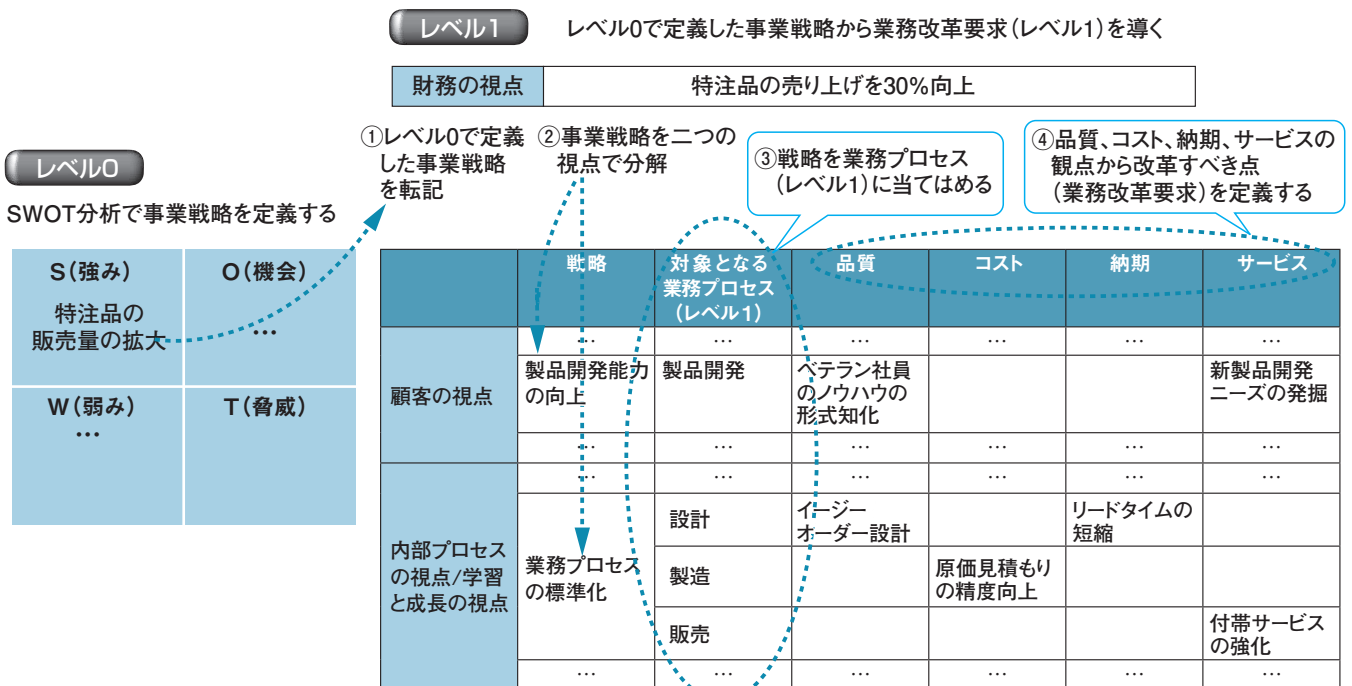 レベル1
レベル0で定義した事業戦略から業務改革要求（レベル1）を導く
財務の視点
特注品の売り上げを30%向上
①レベル0で定義
した事業戦略
を転記
②事業戦略を二つの
視点で分解
③戦略を業務プロセス
（レベル1）に当てはめる
④品質、コスト、納期、サービスの
観点から改革すべき点
（業務改革要求）を定義する
レベル0
SWOT分析で事業戦略を定義する
S（強み）
特注品の
販売量の拡大
O（機会）
…
W（弱み）
…
T（脅威）
戦略
対象となる
業務プロセス
（レベル1）
品質
コスト
納期
サービス
顧客の視点
… … … … … …
製品開発能力
の向上
製品開発
ベテラン社員
のノウハウの
形式知化
新製品開発
ニーズの発掘
… … … … … …
内部プロセス
の視点/学習
と成長の視点
… … … … … …
業務プロセス
の標準化
設計
イージー
オーダー設計
リードタイムの
短縮
製造
原価見積もり
の精度向上
販売
付帯サービス
の強化
… … … … … …